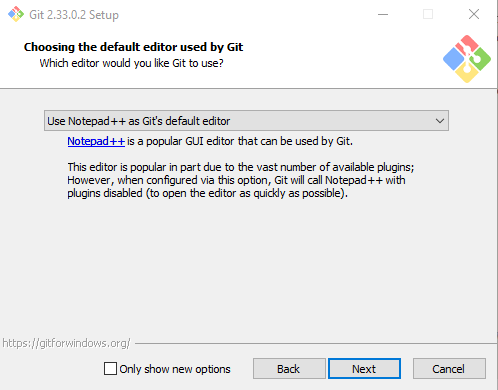 Git 2.33.0.2 Setup
Choosing the default editor used by Git
Which editor would you like Git to use?
Use Notepad++ as Git's default editor
Notepad++ is a popular GUI editor that can be used by Git.
This editor is popular in part due to the vast number of available plugins;
However, when configured via this option, Git will call Notepad++ with
plugins disabled (to open the editor as quickly as possible).
https://gitforwindows.org/
Only show new options
Back
Next
Cancel